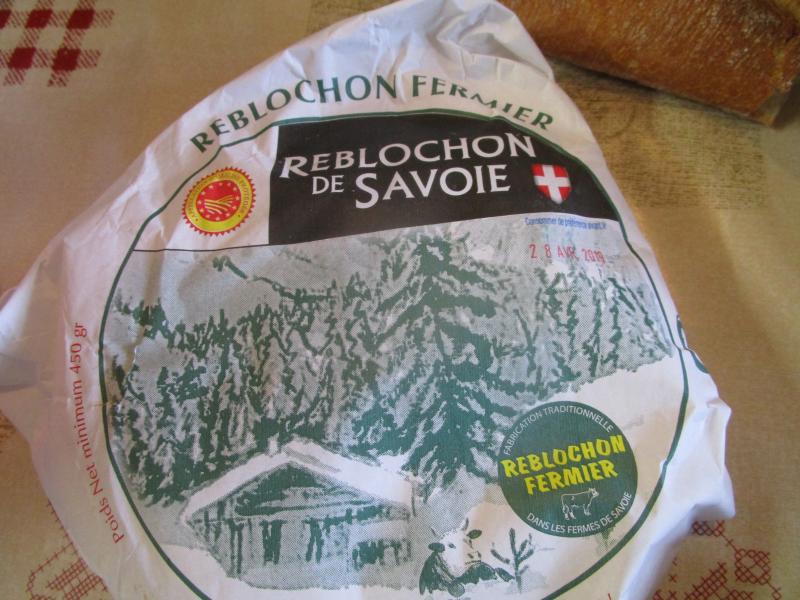 REBLOCHON FERMIER
REBLOCHON
DE SAVOIE
Consommer de préférence avant le
28 AVR. 2019
Poids Net minimum 450 gr
FABRICATION TRADITIONNELLE
REBLOCHON
FERMIER
DANS LES FERMES DE SAVOIE